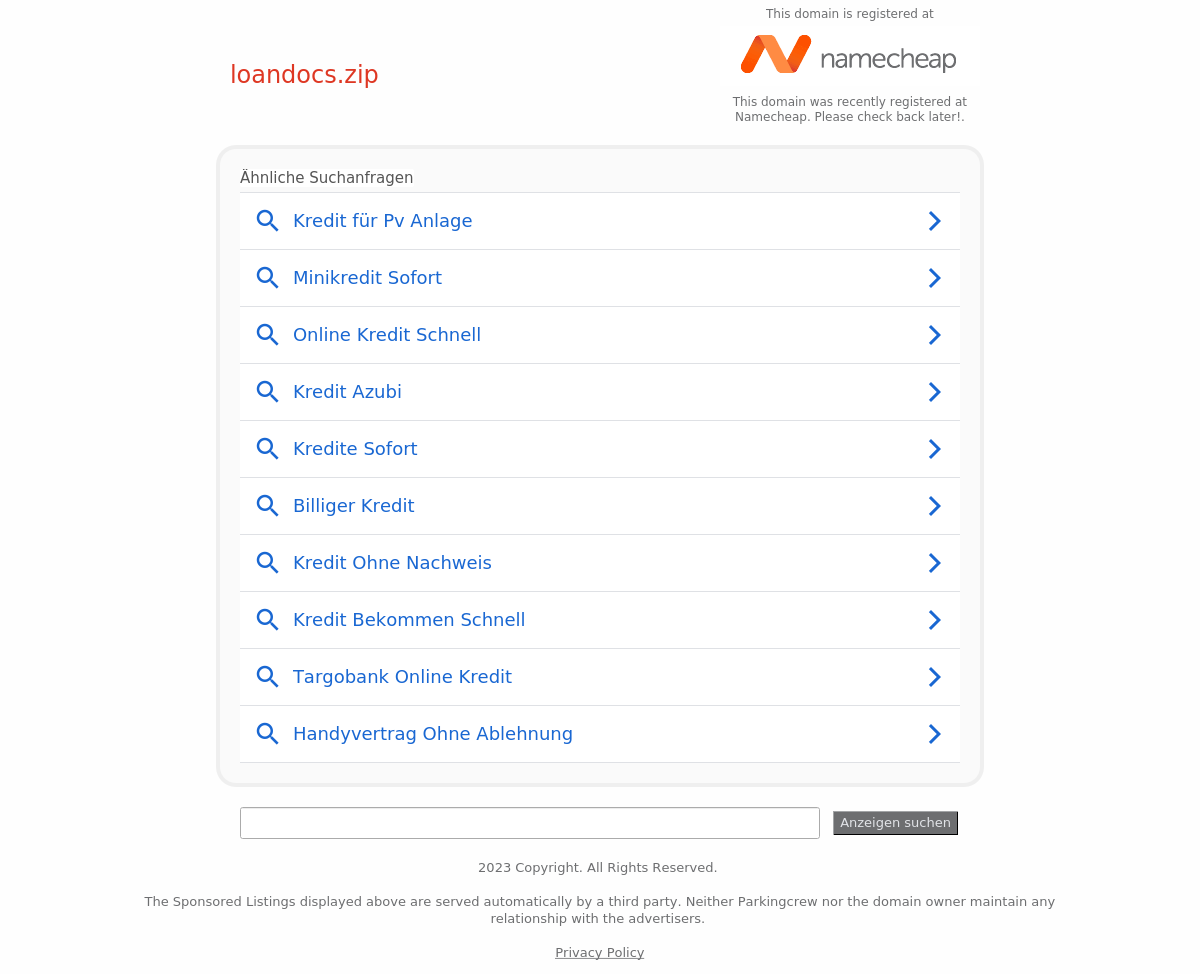 This domain is registered at
namecheap
loandocs.zip
This domain was recently registered at
Namecheap. Please check back later!.
Ähnliche Suchanfragen
Kredit für Pv Anlage
Minikredit Sofort
Online Kredit Schnell
Kredit Azubi
Kredite Sofort
Billiger Kredit
Kredit Ohne Nachweis
Kredit Bekommen Schnell
Targobank Online Kredit
Handyvertrag Ohne Ablehnung
Anzeigen suchen
2023 Copyright. All Rights Reserved.
The Sponsored Listings displayed above are served automatically by a third party. Neither Parkingcrew nor the domain owner maintain any
relationship with the advertisers.
Privacy Policy